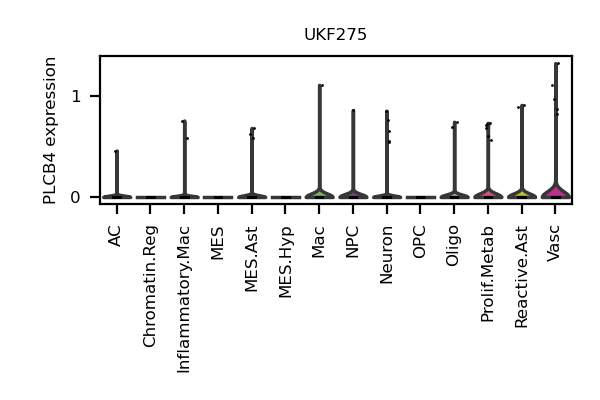 UKF275
PLCB4 expression
1
0
AC
Chromatin.Reg
Inflammatory.Mac
MES
MES.Ast
MES.Hyp
Mac
NPC
Neuron
OPC
Oligo
Prolif.Metab
Reactive.Ast
Vasc